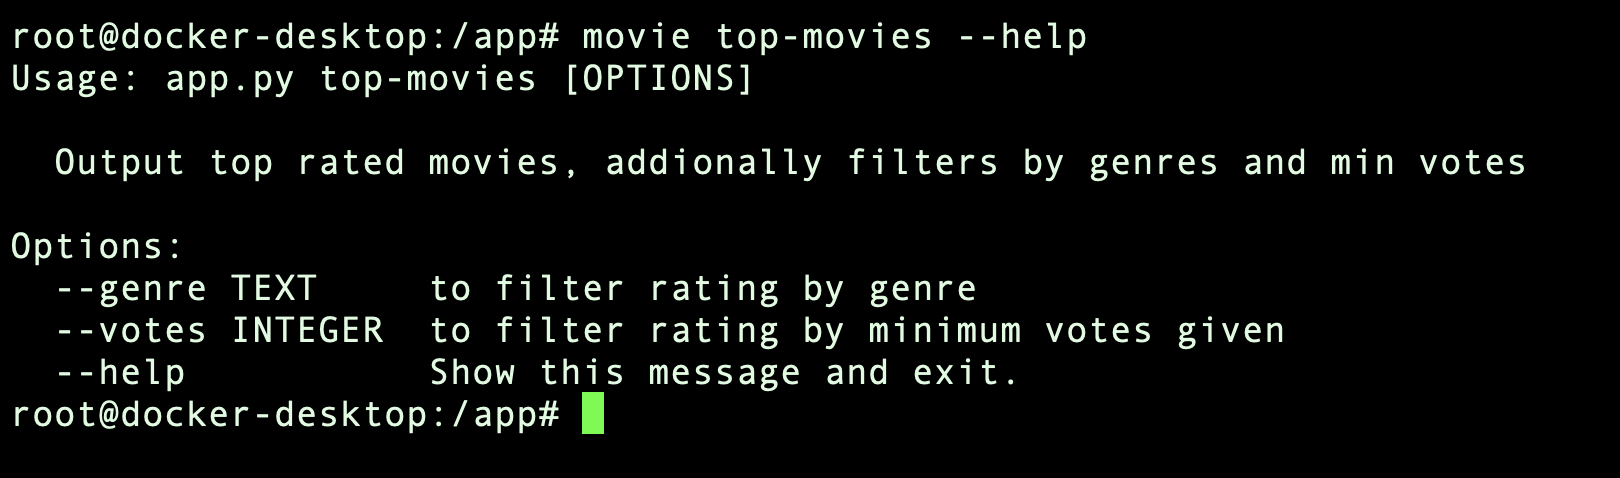 root@docker-desktop:/app# movie top-movies --help
Usage: app.py top-movies [OPTIONS]
Output top rated movies, addionally filters by genres and min votes
Options:
--genre TEXT to filter rating by genre
--votes INTEGER to filter rating by minimum votes given
--help Show this message and exit.
root@docker-desktop:/app#